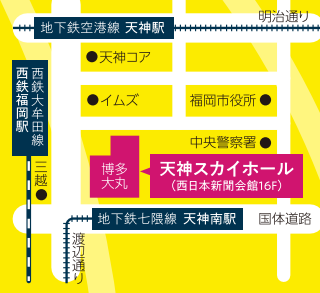 明治通り
地下鉄空港線 天神駅
●天神コア
西鉄大牟田線
西鉄福岡駅
●イムズ
福岡市役所●
中央警察署●
三越●
博多
大丸
天神スカイホール
(西日本新聞会館16F)
地下鉄七隈線 天神南駅
国体道路
渡辺通り